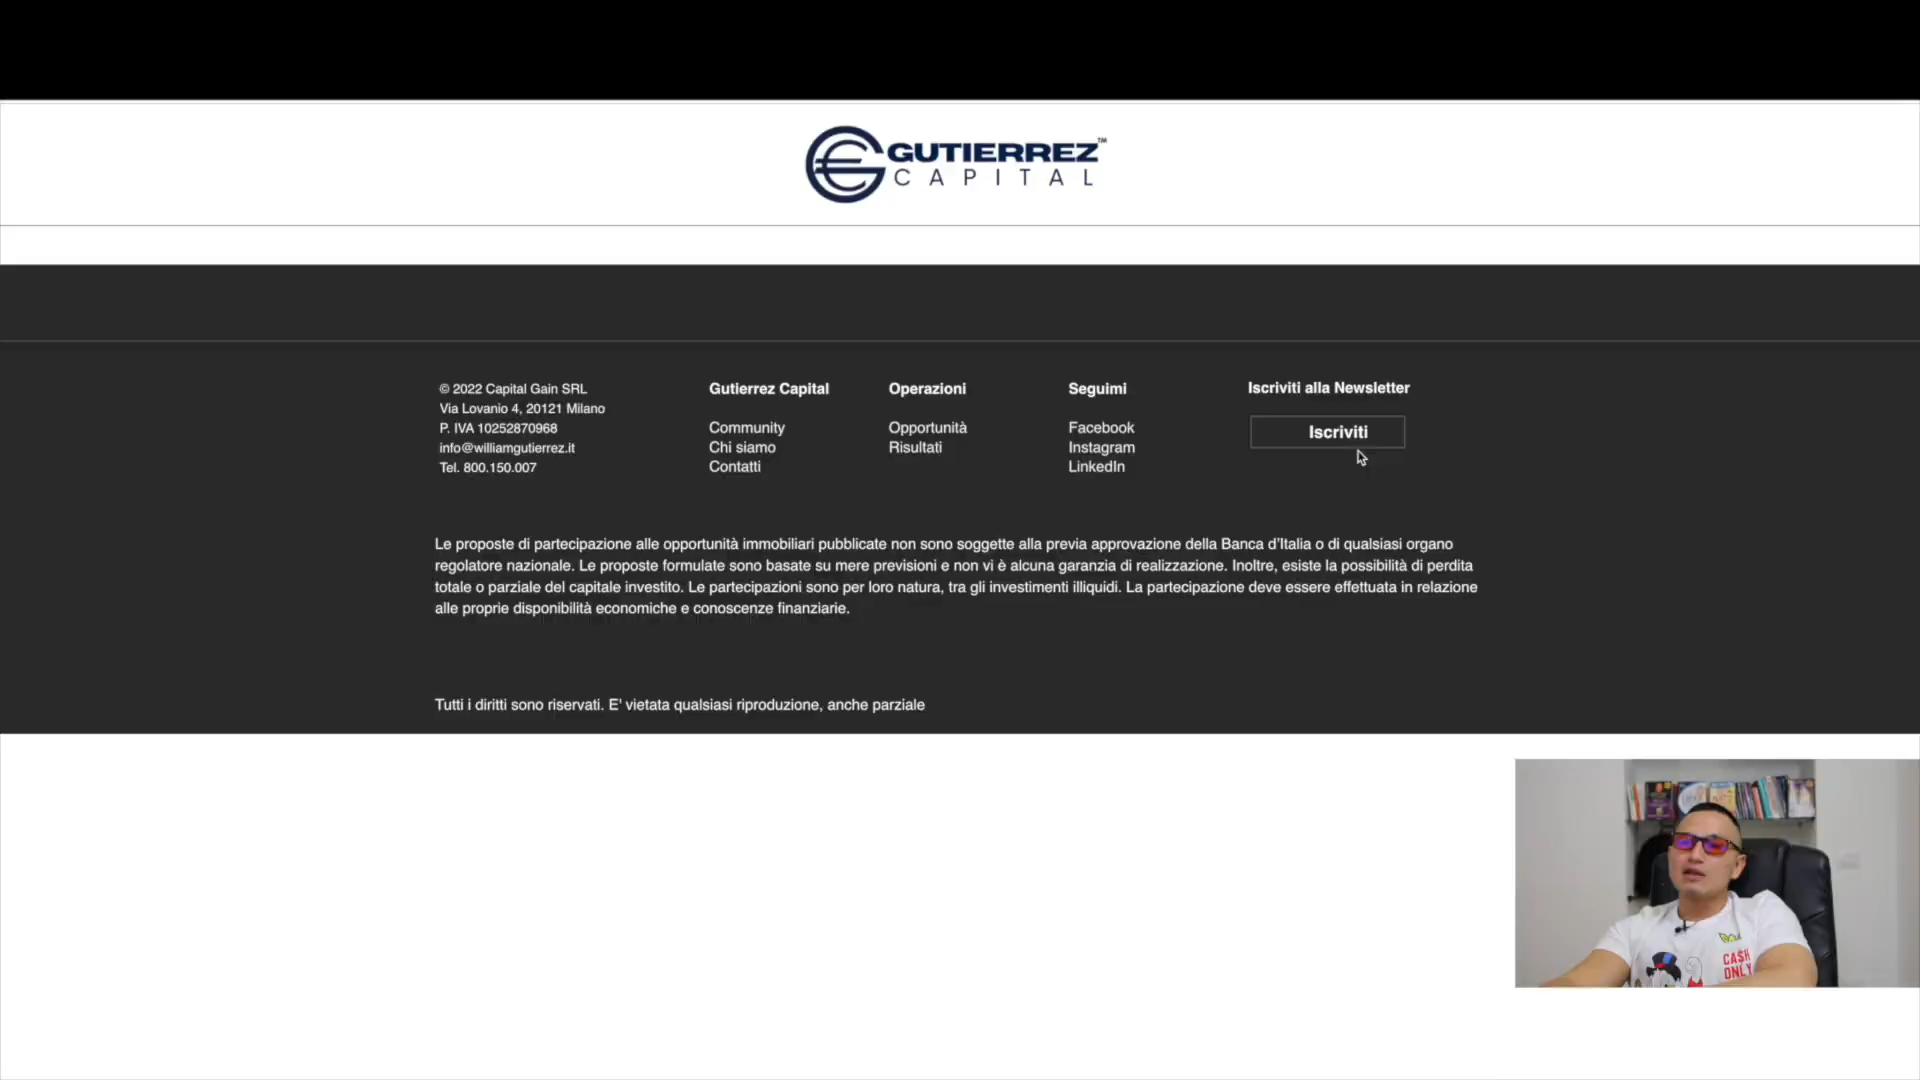 GUTIERREZ™
CAPITAL
© 2022 Capital Gain SRL
Via Lovanio 4, 20121 Milano
P. IVA 10252870968
info@williamgutierrez.it
Tel. 800.150.007
Gutierrez Capital
Community
Chi siamo
Contatti
Operazioni
Opportunità
Risultati
Seguimi
Facebook
Instagram
LinkedIn
Iscriviti alla Newsletter
Iscriviti
Le proposte di partecipazione alle opportunità immobiliari pubblicate non sono soggette alla previa approvazione della Banca d'Italia o di qualsiasi organo
regolatore nazionale. Le proposte formulate sono basate su mere previsioni e non vi è alcuna garanzia di realizzazione. Inoltre, esiste la possibilità di perdita
totale o parziale del capitale investito. Le partecipazioni sono per loro natura, tra gli investimenti illiquidi. La partecipazione deve essere effettuata in relazione
alle proprie disponibilità economiche e conoscenze finanziarie.
Tutti i diritti sono riservati. E' vietata qualsiasi riproduzione, anche parziale
CA$H
ONLY